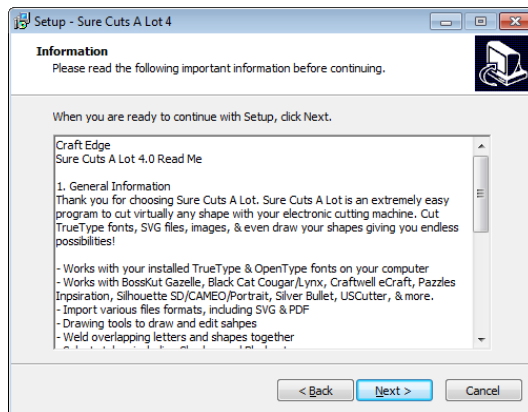 Setup - Sure Cuts A Lot 4
Information
Please read the following important information before continuing.
When you are ready to continue with Setup, click Next.
Craft Edge
Sure Cuts A Lot 4.0 Read Me
1. General Information
Thank you for choosing Sure Cuts A Lot. Sure Cuts A Lot is an extremely easy
program to cut virtually any shape with your electronic cutting machine. Cut
TrueType fonts, SVG files, images, & even draw your shapes giving you endless
possibilities!
- Works with your installed TrueType & OpenType fonts on your computer
- Works with BossKut Gazelle, Black Cat Cougar/Lynx, Craftwell eCraft, Pazzles
Inpsiration, Silhouette SD/CAMEO/Portrait, Silver Bullet, USCutter, & more.
- Import various files formats, including SVG & PDF
- Drawing tools to draw and edit sahpes
- Weld overlapping letters and shapes together
< Back
Next >
Cancel